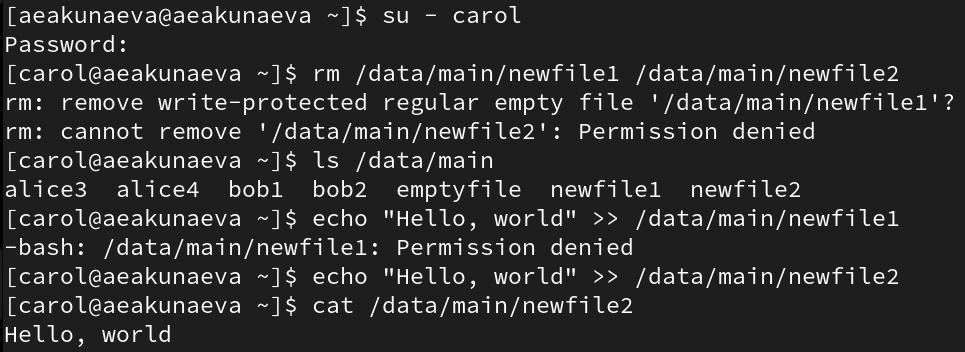 [aeakunaeva@aeakunaeva ~]$ su - carol
Password:
[carol@aeakunaeva ~]$ rm /data/main/newfile1 /data/main/newfile2
rm: remove write-protected regular empty file '/data/main/newfile1'?
rm: cannot remove '/data/main/newfile2': Permission denied
[carol@aeakunaeva ~]$ ls /data/main
alice3  alice4  bob1  bob2  emptyfile  newfile1  newfile2
[carol@aeakunaeva ~]$ echo "Hello, world" >> /data/main/newfile1
-bash: /data/main/newfile1: Permission denied
[carol@aeakunaeva ~]$ echo "Hello, world" >> /data/main/newfile2
[carol@aeakunaeva ~]$ cat /data/main/newfile2
Hello, world